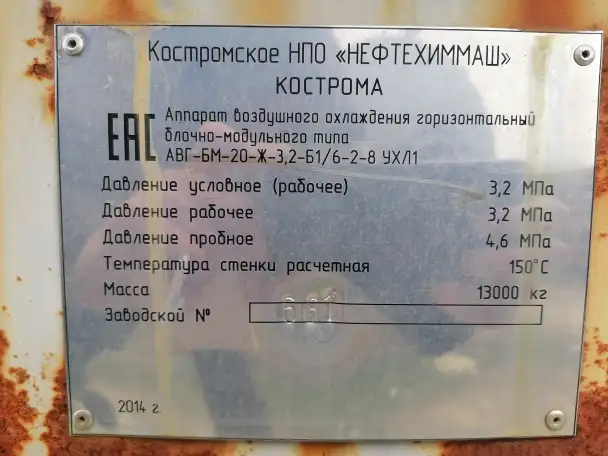 Костромское НПО «НЕФТЕХИММАШ»
КОСТРОМА
EAC
Аппарат воздушного охлаждения горизонтальный
блочно-модульного типа
АВГ-БМ-20-Ж-3,2-Б1/6-2-8 УХЛ1
Давление условное (рабочее) 3,2 МПа
Давление рабочее 3,2 МПа
Давление пробное 4,6 МПа
Температура стенки расчетная 150°С
Масса 13000 кг
Заводской №
2014 г.